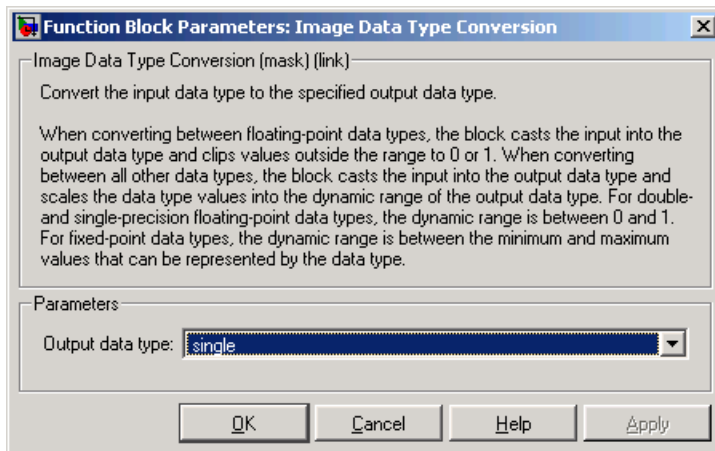 Function Block Parameters: Image Data Type Conversion
Image Data Type Conversion (mask) (link)
Convert the input data type to the specified output data type.
When converting between floating-point data types, the block casts the input into the
output data type and clips values outside the range to 0 or 1. When converting
between all other data types, the block casts the input into the output data type and
scales the data type values into the dynamic range of the output data type. For double-
and single-precision floating-point data types, the dynamic range is between 0 and 1.
For fixed-point data types, the dynamic range is between the minimum and maximum
values that can be represented by the data type.
Parameters
Output data type: single
OK Cancel Help Apply